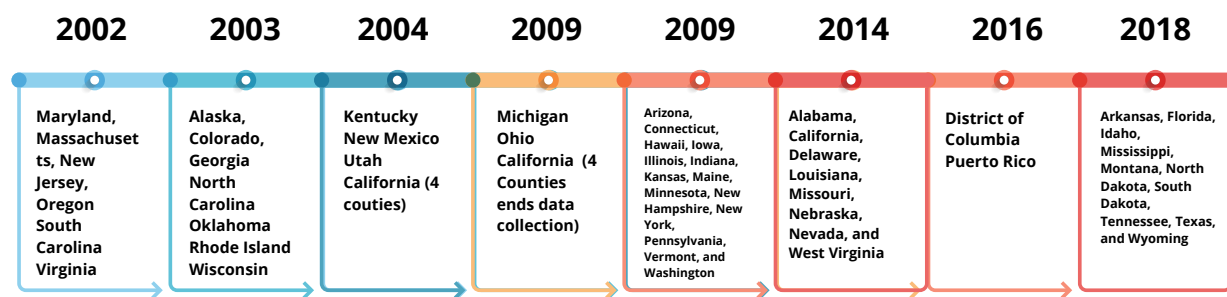 2002
Maryland,
Massachuset
ts, New
Jersey,
Oregon
South
Carolina
Virginia
2003
Alaska,
Colorado,
Georgia
North
Carolina
Oklahoma
Rhode Island
Wisconsin
2004
Kentucky
New Mexico
Utah
California (4
couties)
2009
Michigan
Ohio
California (4
Counties
ends data
collection)
2009
Arizona,
Connecticut,
Hawaii, Iowa,
Illinois, Indiana,
Kansas, Maine,
Minnesota, New
Hampshire, New
York,
Pennsylvania,
Vermont, and
Washington
2014
Alabama,
California,
Delaware,
Louisiana,
Missouri,
Nebraska,
Nevada, and
West Virginia
2016
District of
Columbia
Puerto Rico
2018
Arkansas, Florida,
Idaho,
Mississippi,
Montana, North
Dakota, South
Dakota,
Tennessee, Texas,
and Wyoming